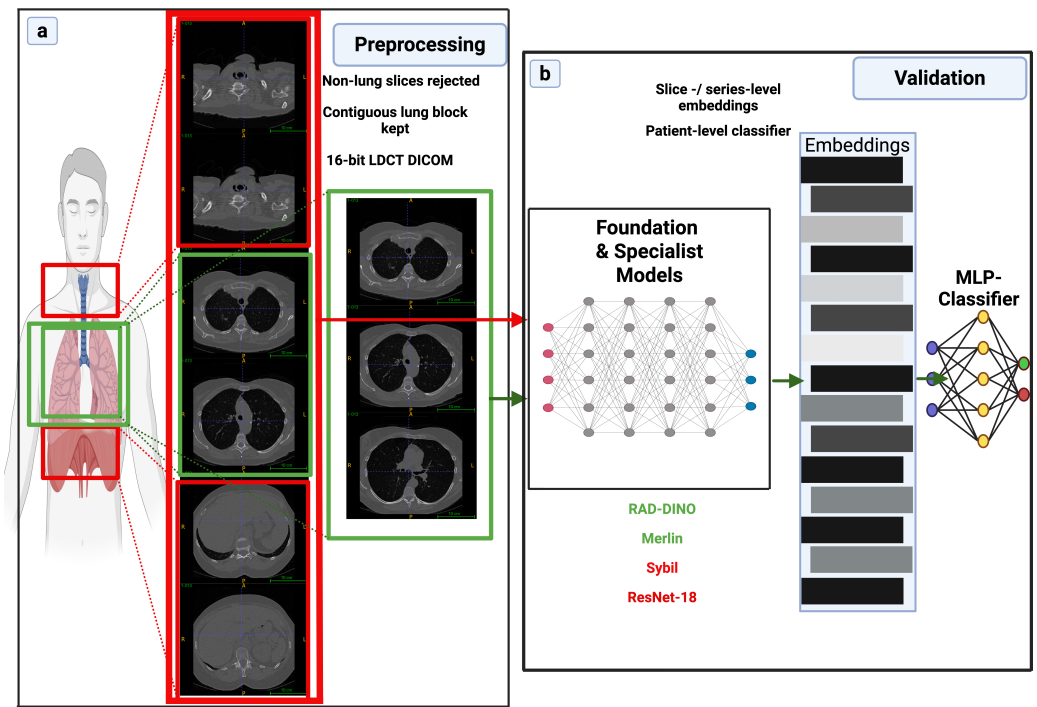 a
Preprocessing
Non-lung slices rejected
Contiguous lung block
kept
16-bit LDCT DICOM
b
Validation
Slice -/ series-level
embeddings
Patient-level classifier
Embeddings
Foundation
& Specialist
Models
MLP-
Classifier
RAD-DINO
Merlin
Sybil
ResNet-18